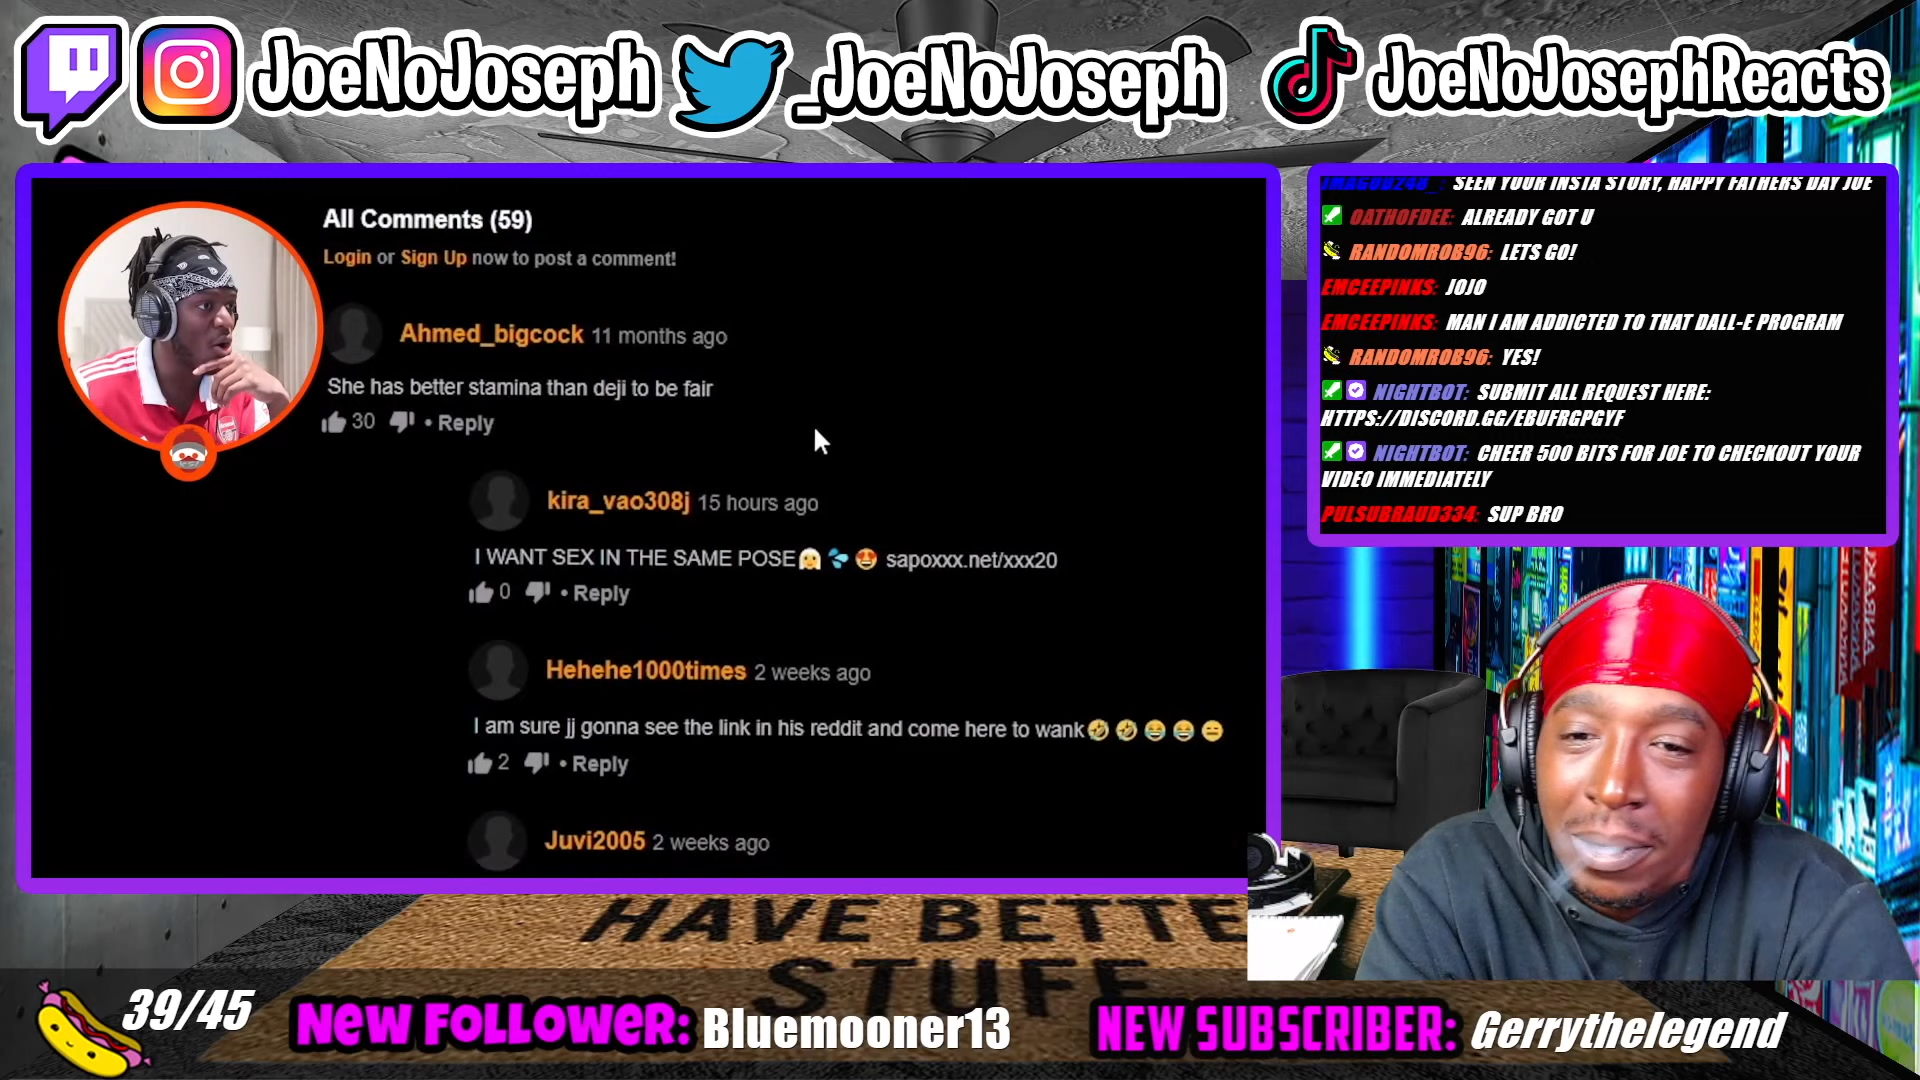 JoeNoJoseph
_JoeNoJoseph
JoeNoJosephReacts
All Comments (59)
Login or Sign Up now to post a comment!
Ahmed_bigcock 11 months ago
She has better stamina than deji to be fair
30 • Reply
kira_vao308j 15 hours ago
I WANT SEX IN THE SAME POSE👩💦😍 sapoxxx.net/xxx20
0 • Reply
Hehehe1000times 2 weeks ago
I am sure jj gonna see the link in his reddit and come here to wank🤣🤣😂😂😑
2 • Reply
Juvi2005 2 weeks ago
SEEN YOUR INSTA STORY, HAPPY FATHERS DAY JOE
OATHOFDEE: ALREADY GOT U
RANDOMROB96: LETS GO!
EMCEEPINKS: JOJO
EMCEEPINKS: MAN I AM ADDICTED TO THAT DALL-E PROGRAM
RANDOMROB96: YES!
NIGHTBOT: SUBMIT ALL REQUEST HERE:
HTTPS://DISCORD.GG/EBUFRGPGYF
NIGHTBOT: CHEER 500 BITS FOR JOE TO CHECKOUT YOUR
VIDEO IMMEDIATELY
PULSUBRAUD334: SUP BRO
HAVE BETTE
STUFF
39/45
NEW FOLLOWER: Bluemooner13
NEW SUBSCRIBER: Gerrythelegend